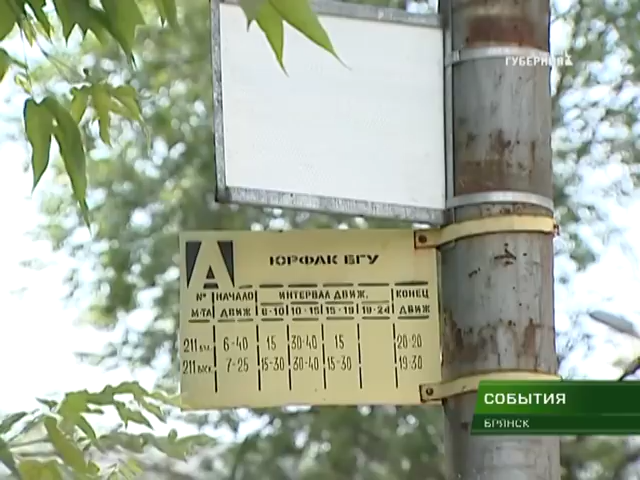 ГУБЕРНИЯ
А ЮРФАК БГУ
№ НАЧАЛО ИНТЕРВАЛ ДВИЖ. КОНЕЦ
М-ТА ДВИЖ 6-10 10-15 15-19 19-24 ДВИЖ
211 6-40 15 30-40 15 20-20
211 7-25 15-30 30-40 15-30 19-30
СОБЫТИЯ
БРЯНСК